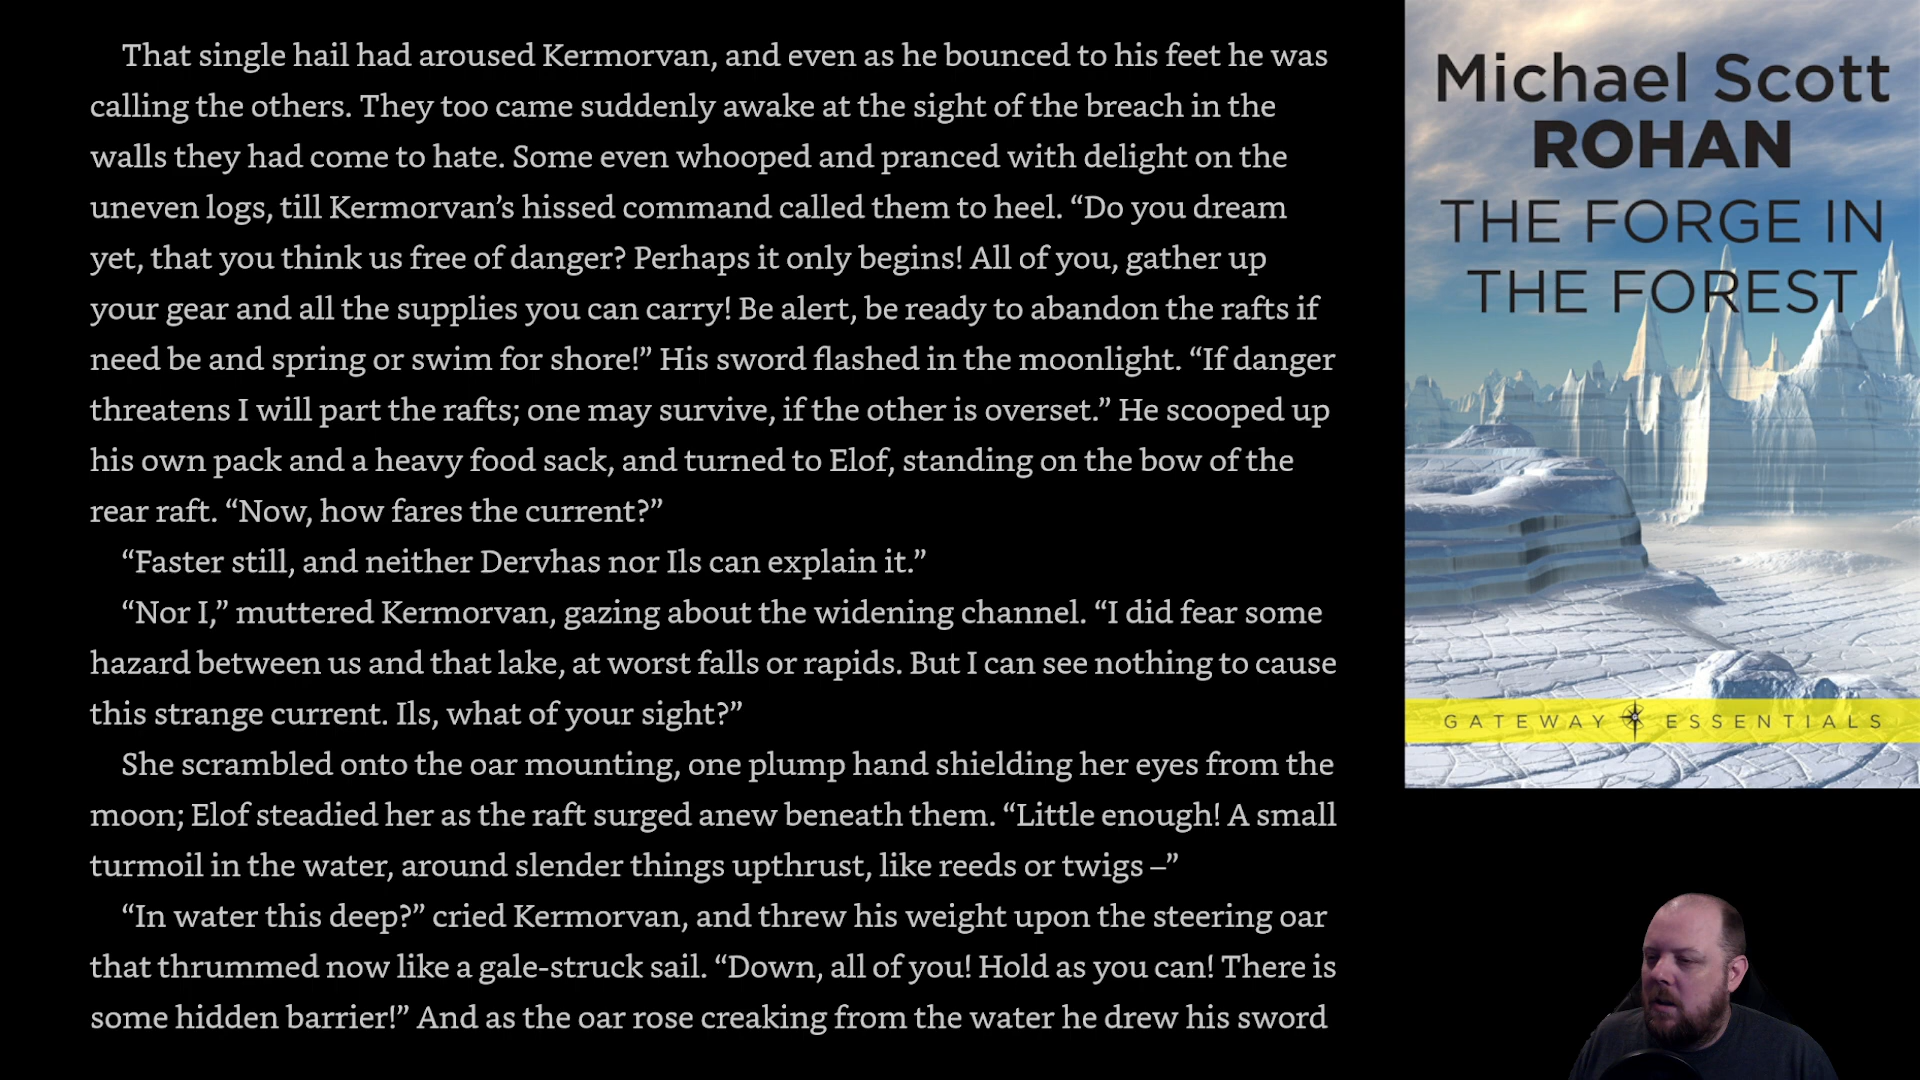 That single hail had aroused Kermorvan, and even as he bounced to his feet he was
calling the others. They too came suddenly awake at the sight of the breach in the
walls they had come to hate. Some even whooped and pranced with delight on the
uneven logs, till Kermorvan’s hissed command called them to heel. “Do you dream
yet, that you think us free of danger? Perhaps it only begins! All of you, gather up
your gear and all the supplies you can carry! Be alert, be ready to abandon the rafts if
need be and spring or swim for shore!” His sword flashed in the moonlight. “If danger
threatens I will part the rafts; one may survive, if the other is overset.” He scooped up
his own pack and a heavy food sack, and turned to Elof, standing on the bow of the
rear raft. “Now, how fares the current?”
“Faster still, and neither Dervhas nor Ils can explain it.”
“Nor I,” muttered Kermorvan, gazing about the widening channel. “I did fear some
hazard between us and that lake, at worst falls or rapids. But I can see nothing to cause
this strange current. Ils, what of your sight?”
She scrambled onto the oar mounting, one plump hand shielding her eyes from the
moon; Elof steadied her as the raft surged anew beneath them. “Little enough! A small
turmoil in the water, around slender things upthrust, like reeds or twigs –”
“In water this deep?” cried Kermorvan, and threw his weight upon the steering oar
that thrummed now like a gale-struck sail. “Down, all of you! Hold as you can! There is
some hidden barrier!” And as the oar rose creaking from the water he drew his sword
Michael Scott
ROHAN
THE FORGE IN
THE FOREST
GATEWAY ESSENTIALS